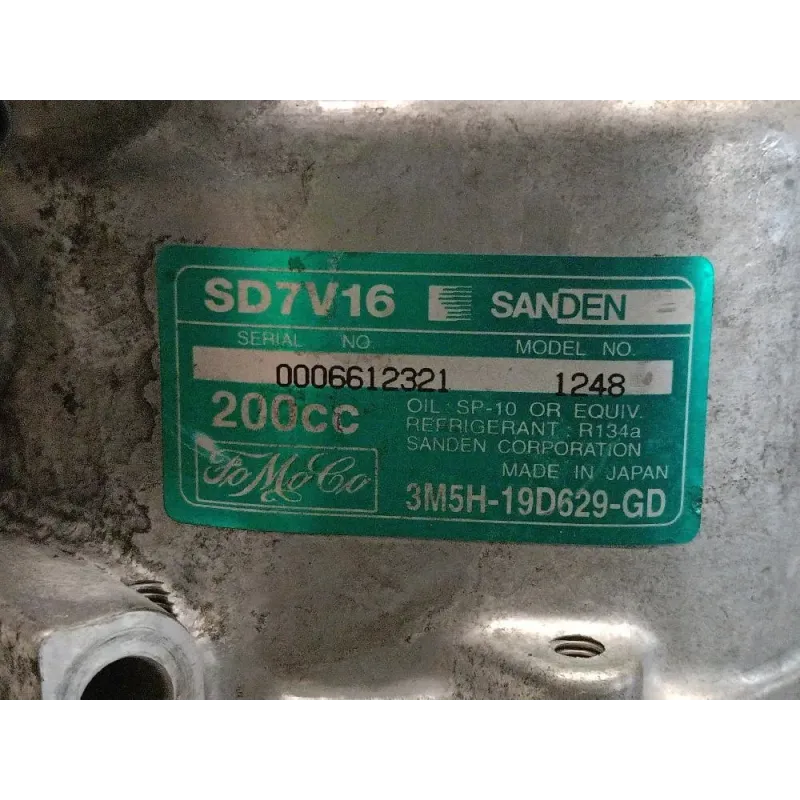 SD7V16 SANDEN
SERIAL NO. MODEL NO.
0006612321 1248
200cc OIL SP-10 OR EQUIV.
REFRIGERANT : R134a
SANDEN CORPORATION
FoMoCo MADE IN JAPAN
3M5H-19D629-GD